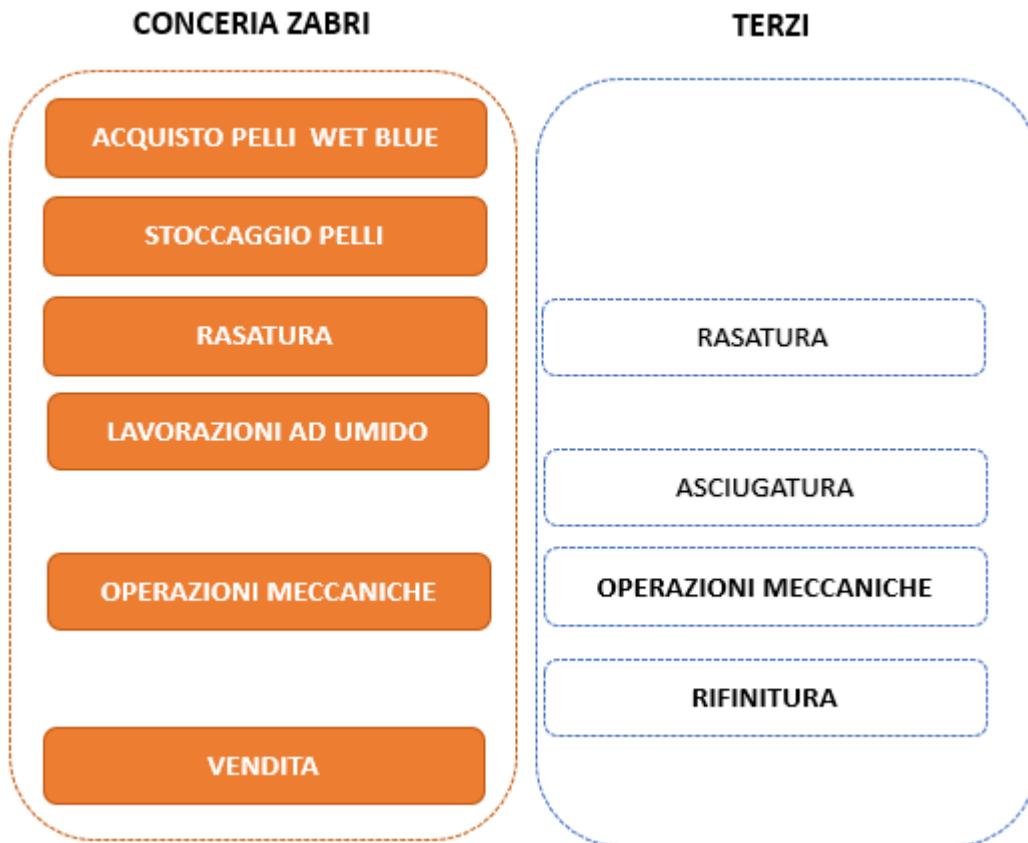 CONCERIA ZABRI
ACQUISTO PELLI WET BLUE
STOCCAGGIO PELLI
RASATURA
LAVORAZIONI AD UMIDO
OPERAZIONI MECCANICHE
VENDITA
TERZI
RASATURA
ASCIUGATURA
OPERAZIONI MECCANICHE
RIFINITURA